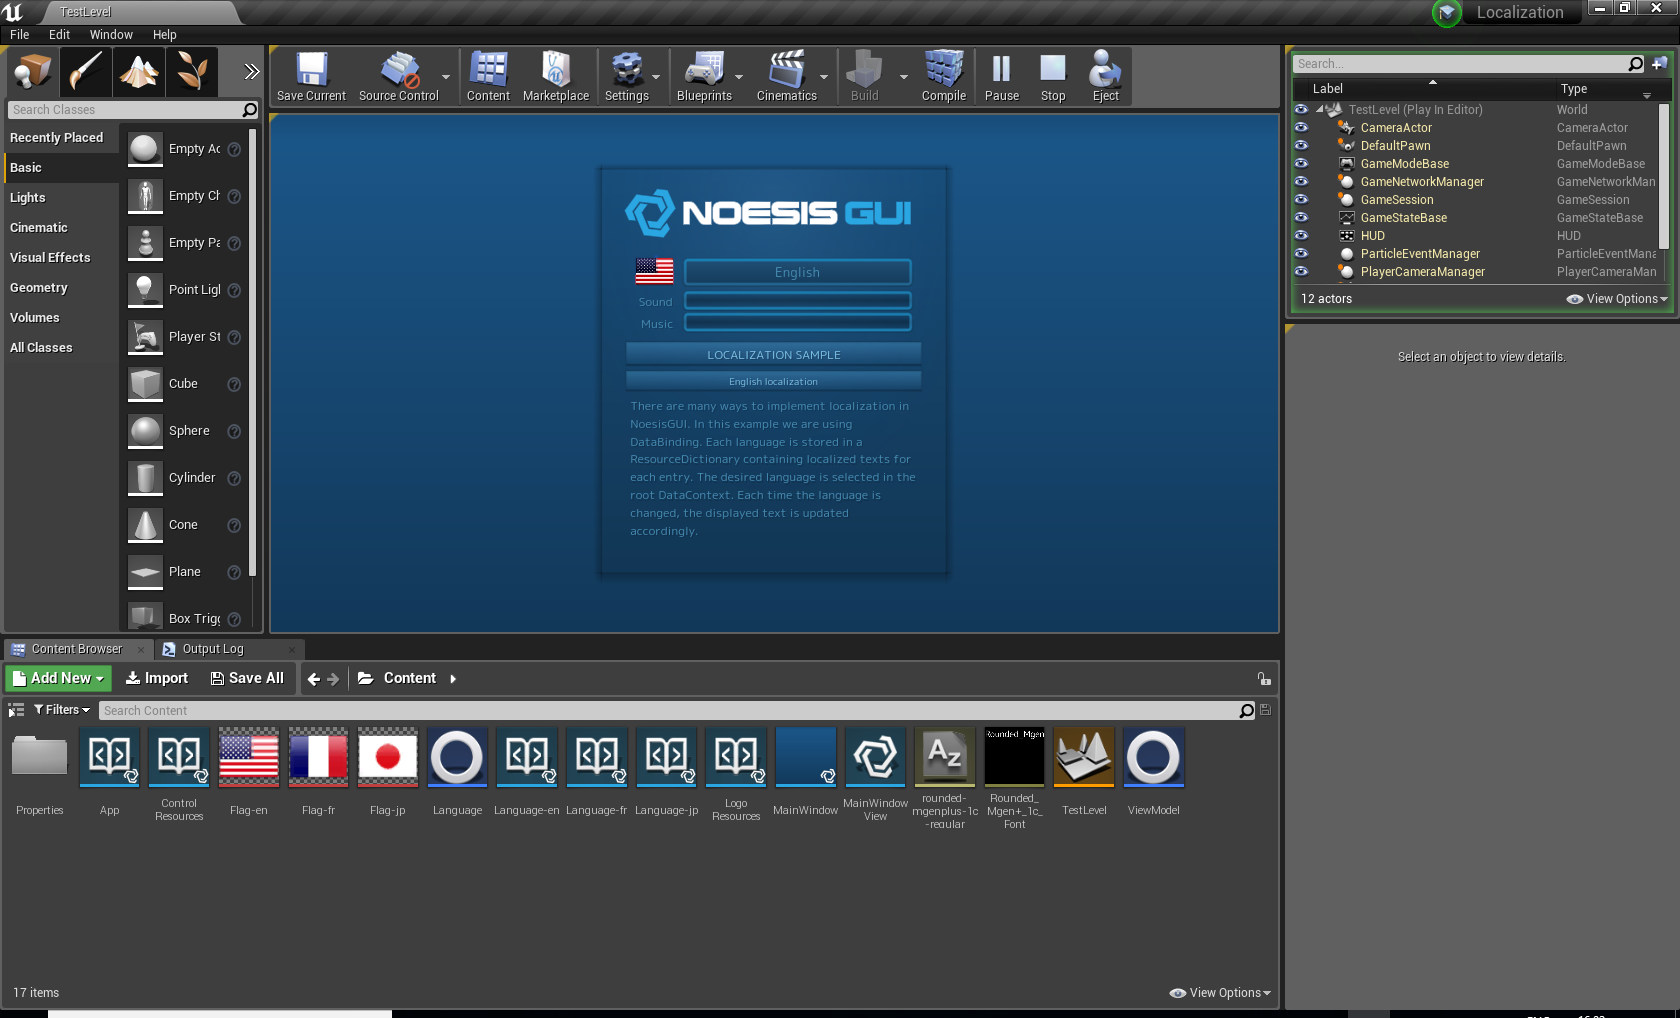 TestLevel
Localization
File Edit Window Help
Search Classes
Recently Placed
Basic
Lights
Cinematic
Visual Effects
Geometry
Volumes
All Classes
Empty Ac
Empty Ch
Empty Pa
Point Ligl
Player St
Cube
Sphere
Cylinder
Cone
Plane
Box Trigg
Save Current Source Control Content Marketplace Settings Blueprints Cinematics Build Compile Pause Stop Eject
NOESIS GUI
English
Sound
Music
LOCALIZATION SAMPLE
English localization
There are many ways to implement localization in
NoesisGUI. In this example we are using
DataBinding. Each language is stored in a
ResourceDictionary containing localized texts for
each entry. The desired language is selected in the
root DataContext. Each time the language is
changed, the displayed text is updated
accordingly.
Search...
Label Type
TestLevel (Play In Editor) World
CameraActor CameraActor
DefaultPawn DefaultPawn
GameModeBase GameModeBase
GameNetworkManager GameNetworkMan
GameSession GameSession
GameStateBase GameStateBase
HUD HUD
ParticleEventManager ParticleEventMana
PlayerCameraManager PlayerCameraMan
12 actors View Options
Select an object to view details.
Content Browser Output Log
Add New Import Save All Content
Filters Search Content
Properties
App
Control
Resources
Flag-en
Flag-fr
Flag-jp
Language
Language-en
Language-fr
Language-jp
Logo
Resources
MainWindow
MainWindow
View
Az
rounded-
mgenplus-1c
-regular
Rounded Mgen
Rounded_
Mgen+_1c_
Font
TestLevel
ViewModel
17 items View Options